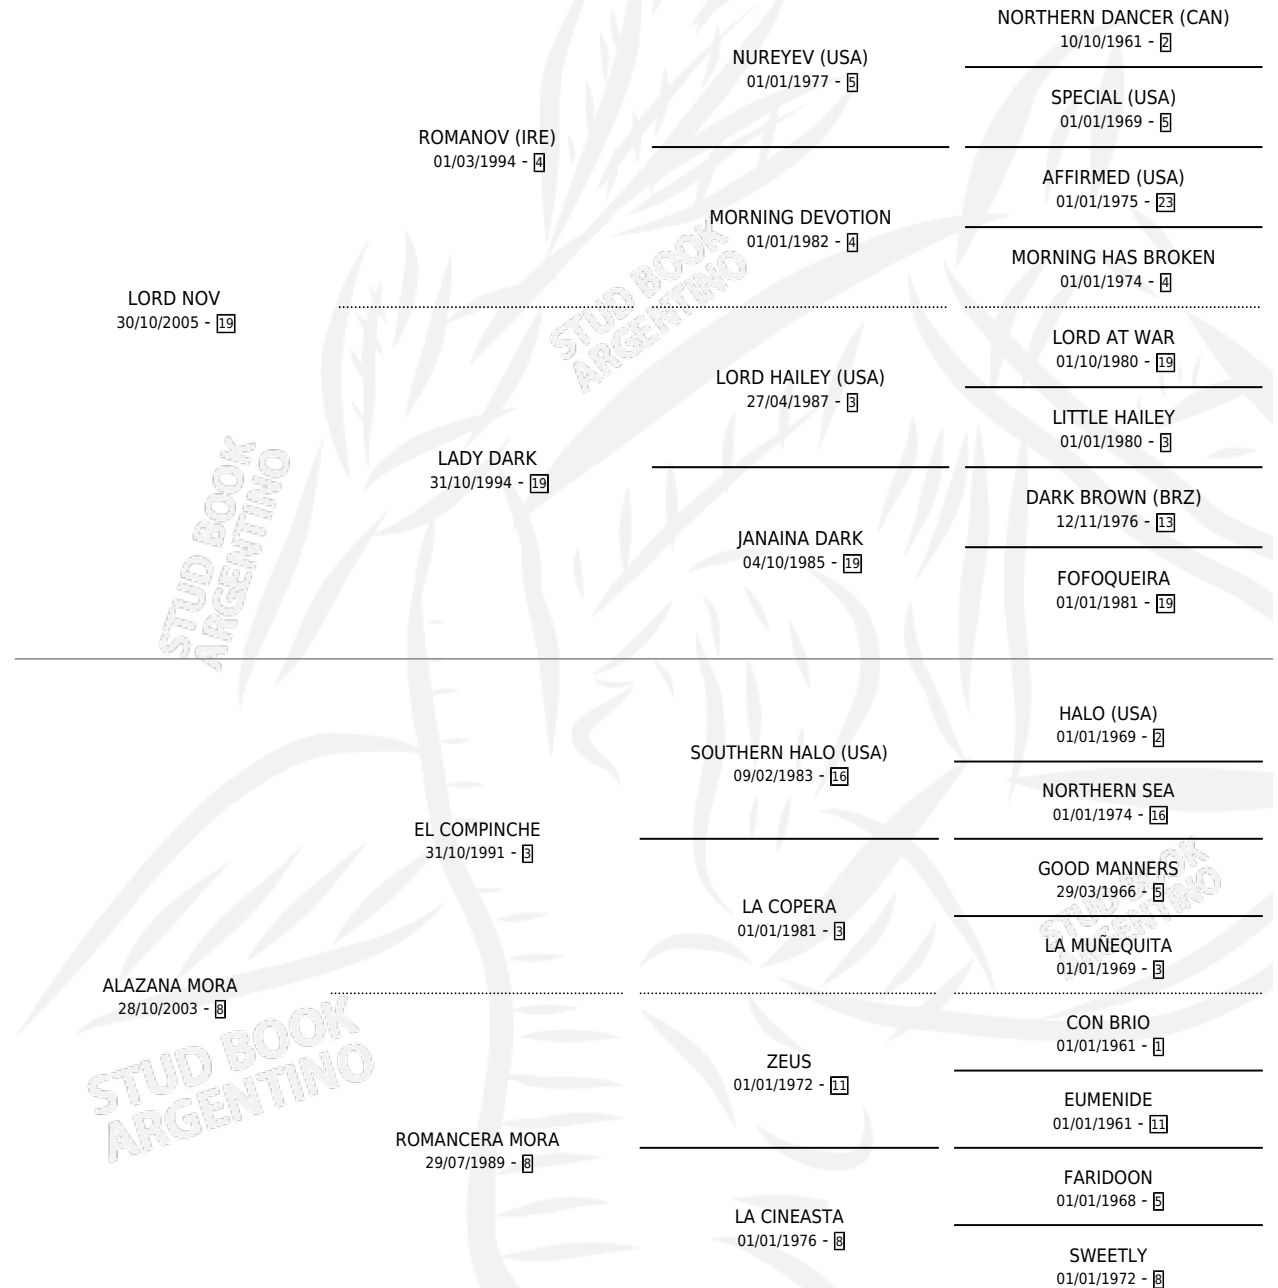 NORTHERN DANCER (CAN)
10/10/1961 - 2
NUREYEV (USA)
01/01/1977 - 5
SPECIAL (USA)
01/01/1969 - 5
ROMANOV (IRE)
01/03/1994 - 4
AFFIRMED (USA)
01/01/1975 - 23
MORNING DEVOTION
01/01/1982 - 4
MORNING HAS BROKEN
01/01/1974 - 4
LORD NOV
30/10/2005 - 19
LORD AT WAR
01/10/1980 - 19
LORD HAILEY (USA)
27/04/1987 - 3
LITTLE HAILEY
01/01/1980 - 3
LADY DARK
31/10/1994 - 19
DARK BROWN (BRZ)
12/11/1976 - 13
JANAINA DARK
04/10/1985 - 19
FOFOQUEIRA
01/01/1981 - 19
STUD BOOK
ARGENTINO
STUD BOOK
ARGENTINO
HALO (USA)
01/01/1969 - 2
SOUTHERN HALO (USA)
09/02/1983 - 16
NORTHERN SEA
01/01/1974 - 16
EL COMPINCHE
31/10/1991 - 3
GOOD MANNERS
29/03/1966 - 5
LA COPERA
01/01/1981 - 3
LA MUÑEQUITA
01/01/1969 - 3
STUD BOOK
ARGENTINO
ALAZANA MORA
28/10/2003 - 8
CON BRIO
01/01/1961 - 1
ZEUS
01/01/1972 - 11
EUMENIDE
01/01/1961 - 11
ROMANCERA MORA
29/07/1989 - 8
FARIDOON
01/01/1968 - 5
LA CINEASTA
01/01/1976 - 8
SWEETLY
01/01/1972 - 8
STUD BOOK
ARGENTINO